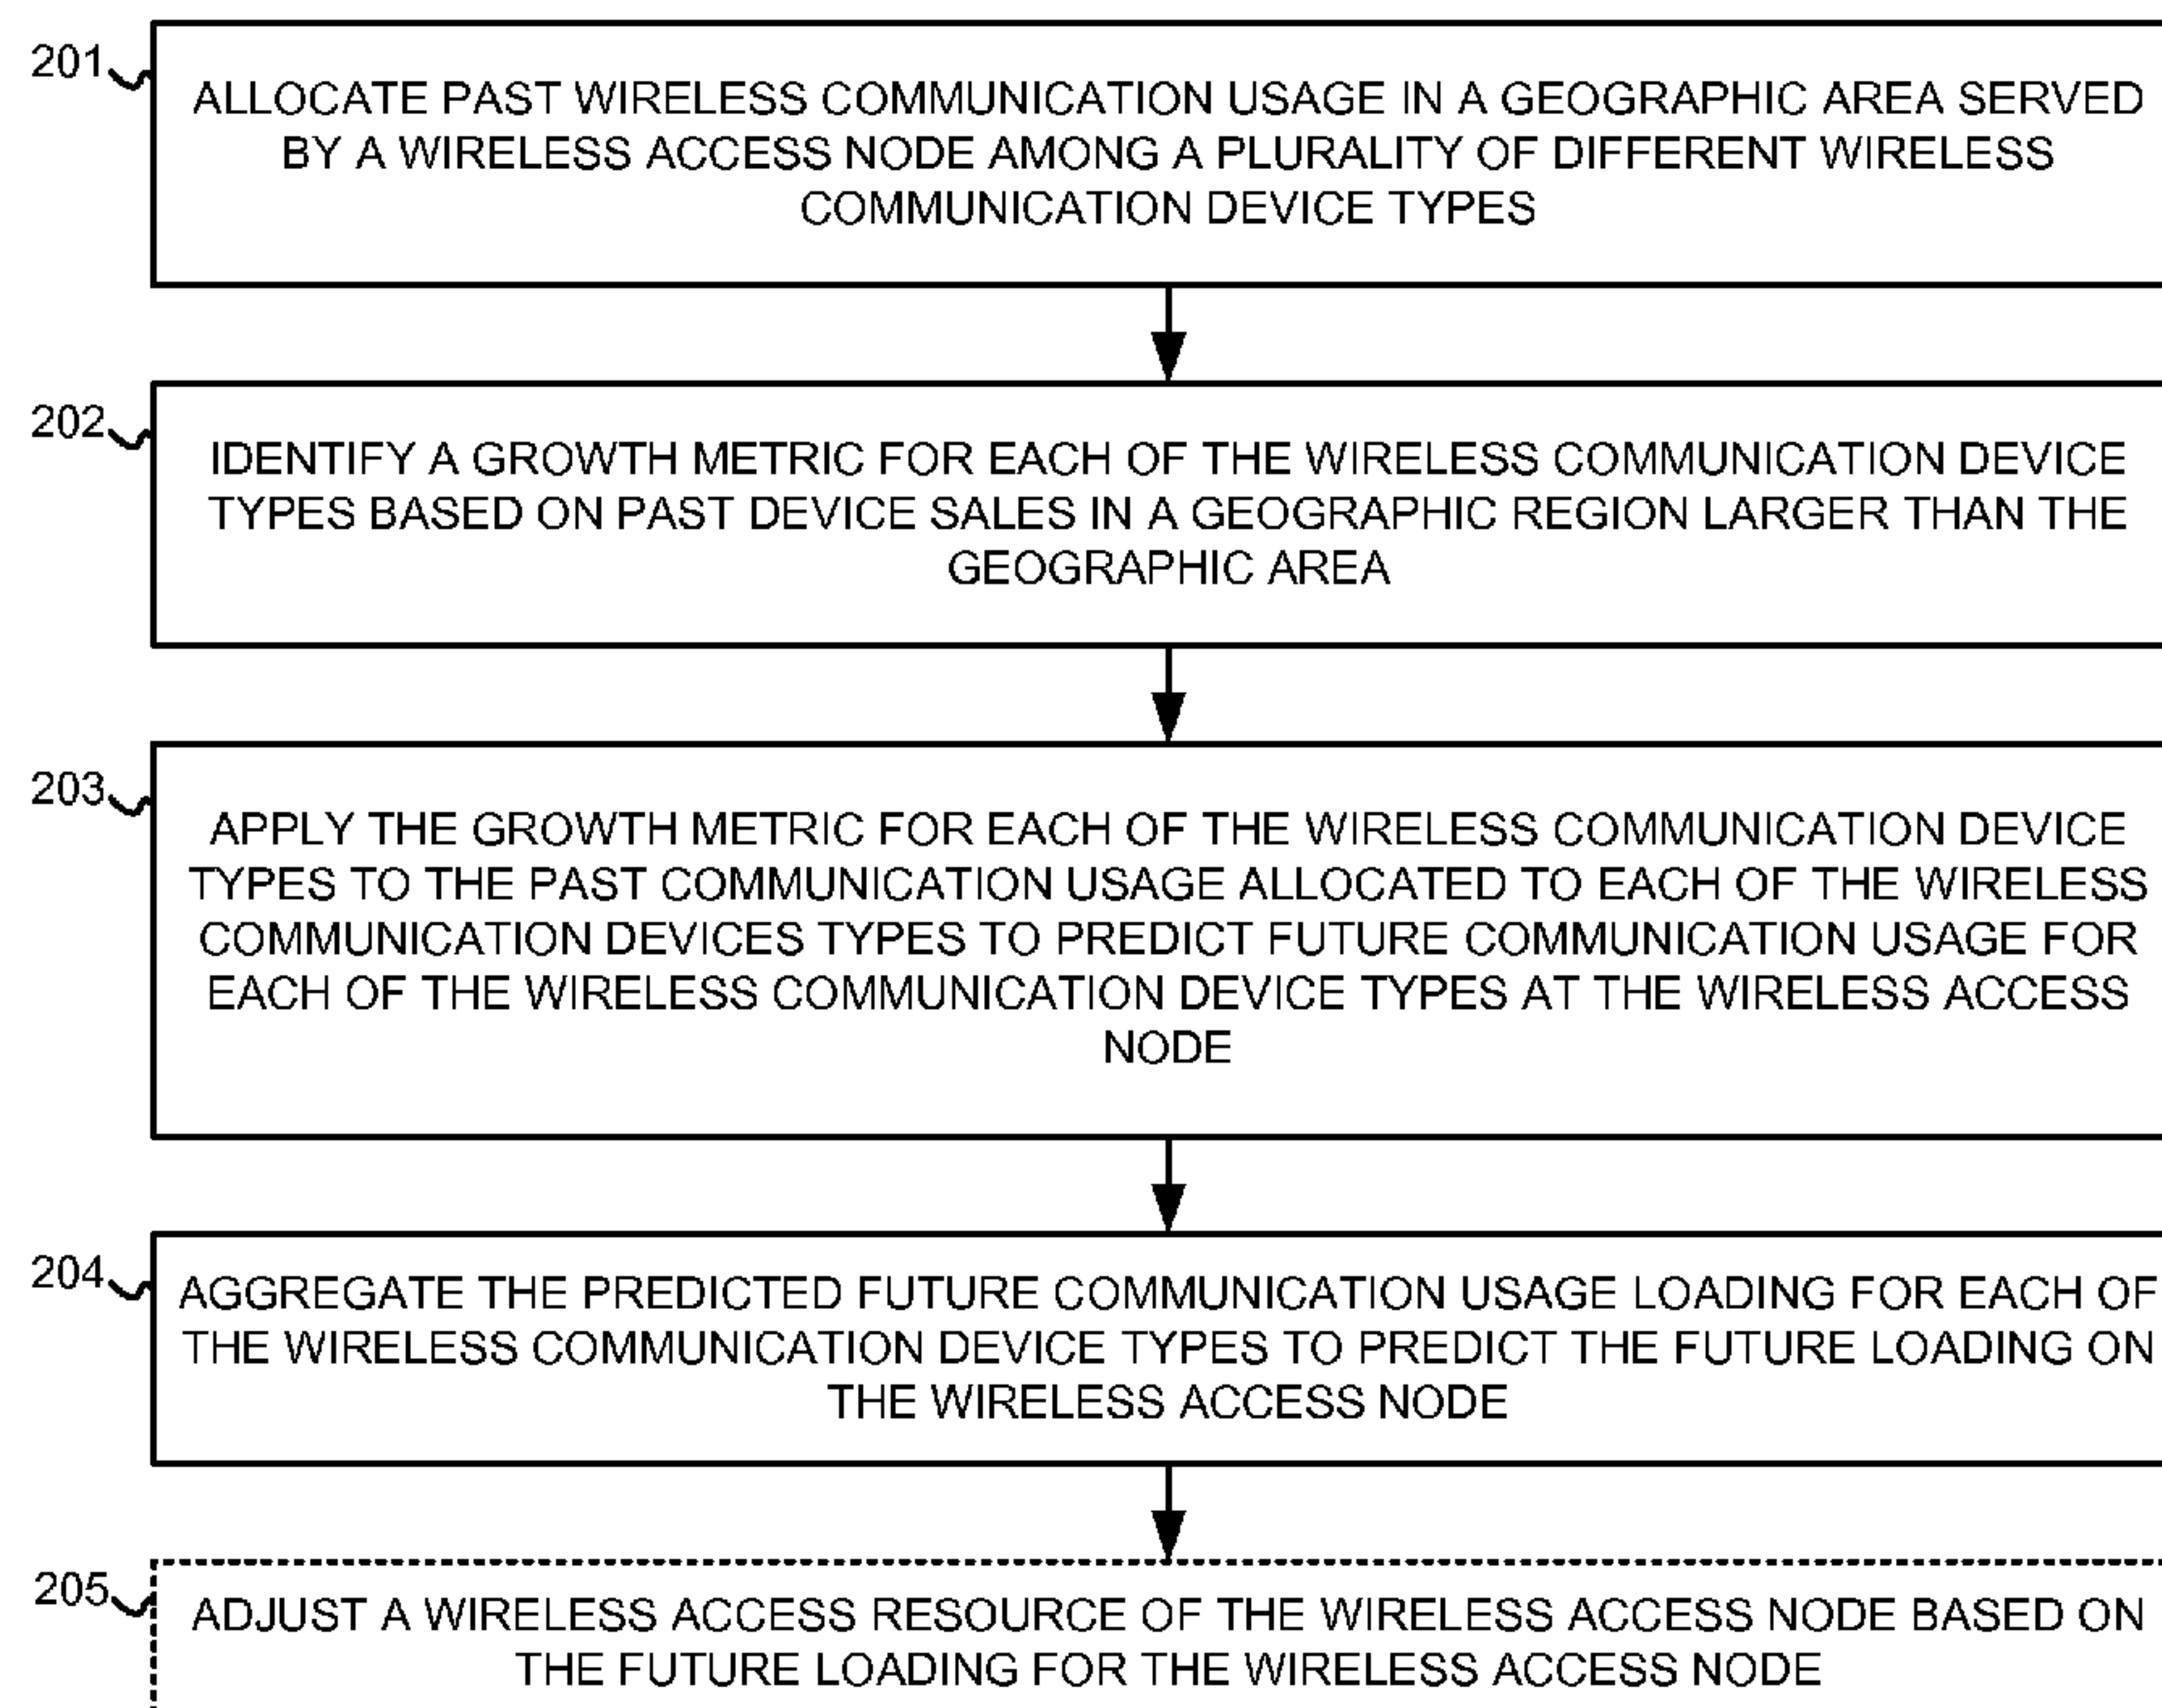 201
ALLOCATE PAST WIRELESS COMMUNICATION USAGE IN A GEOGRAPHIC AREA SERVED
BY A WIRELESS ACCESS NODE AMONG A PLURALITY OF DIFFERENT WIRELESS
COMMUNICATION DEVICE TYPES
202
IDENTIFY A GROWTH METRIC FOR EACH OF THE WIRELESS COMMUNICATION DEVICE
TYPES BASED ON PAST DEVICE SALES IN A GEOGRAPHIC REGION LARGER THAN THE
GEOGRAPHIC AREA
203
APPLY THE GROWTH METRIC FOR EACH OF THE WIRELESS COMMUNICATION DEVICE
TYPES TO THE PAST COMMUNICATION USAGE ALLOCATED TO EACH OF THE WIRELESS
COMMUNICATION DEVICES TYPES TO PREDICT FUTURE COMMUNICATION USAGE FOR
EACH OF THE WIRELESS COMMUNICATION DEVICE TYPES AT THE WIRELESS ACCESS
NODE
204
AGGREGATE THE PREDICTED FUTURE COMMUNICATION USAGE LOADING FOR EACH OF
THE WIRELESS COMMUNICATION DEVICE TYPES TO PREDICT THE FUTURE LOADING ON
THE WIRELESS ACCESS NODE
205
ADJUST A WIRELESS ACCESS RESOURCE OF THE WIRELESS ACCESS NODE BASED ON
THE FUTURE LOADING FOR THE WIRELESS ACCESS NODE